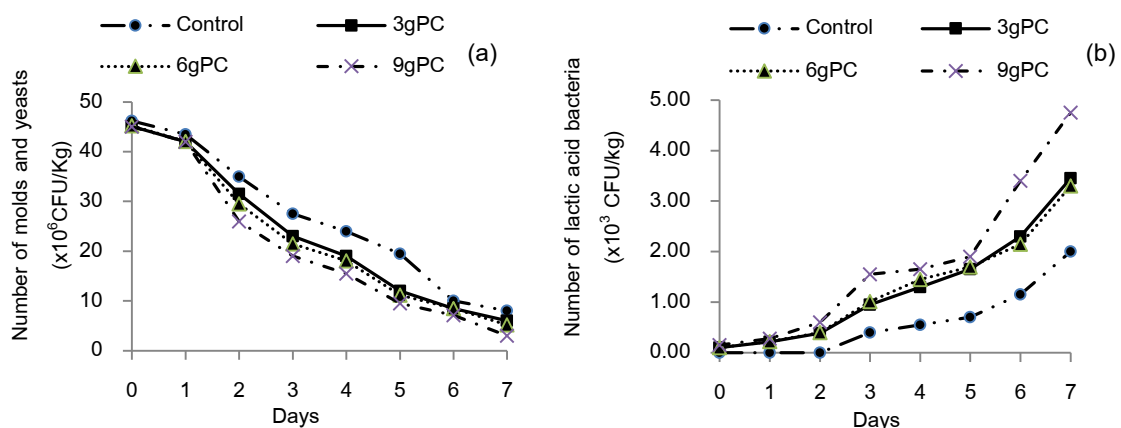 Control
3gPC
6gPC
9gPC
(a)
Number of molds and yeasts
(x10⁶CFU/Kg)
50
40
30
20
10
0
0 1 2 3 4 5 6 7
Days
Control
3gPC
6gPC
9gPC
(b)
Number of lactic acid bacteria
(x10³ CFU/kg)
5.00
4.00
3.00
2.00
1.00
0.00
0 1 2 3 4 5 6 7
Days